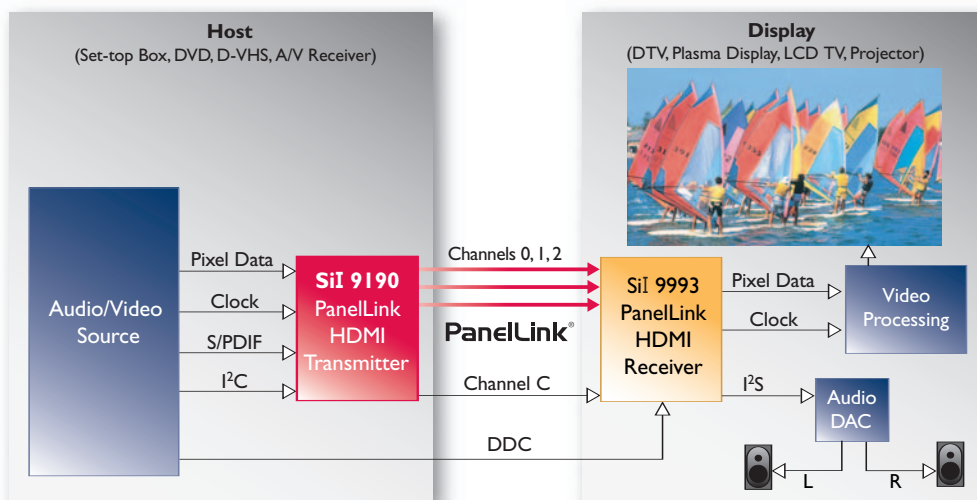 Host
(Set-top Box, DVD, D-VHS, A/V Receiver)
Display
(DTV, Plasma Display, LCD TV, Projector)
Audio/Video
Source
Pixel Data
Clock
S/PDIF
I²C
SiI 9190
PanelLink
HDMI
Transmitter
Channels 0, 1, 2
PanelLink®
Channel C
DDC
SiI 9993
PanelLink
HDMI
Receiver
Pixel Data
Clock
I²S
Video
Processing
Audio
DAC
L
R